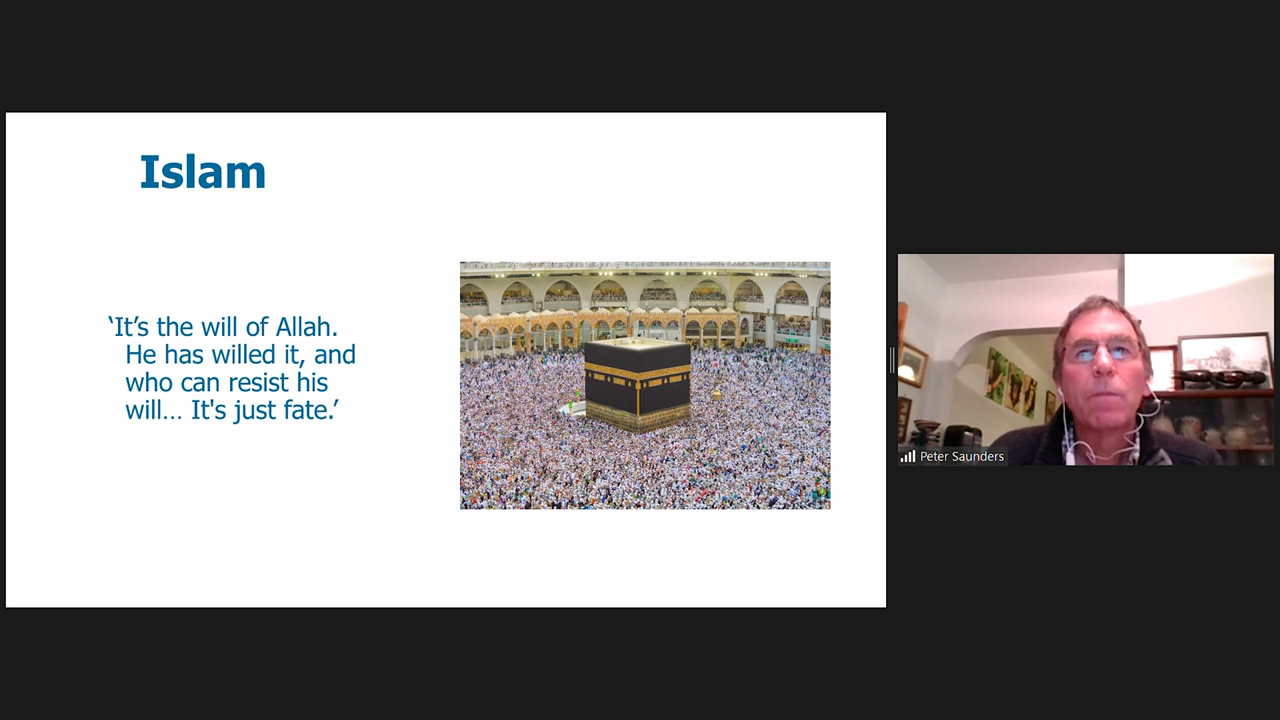 Islam
‘It’s the will of Allah.
He has willed it, and
who can resist his
will… It's just fate.’
Peter Saunders